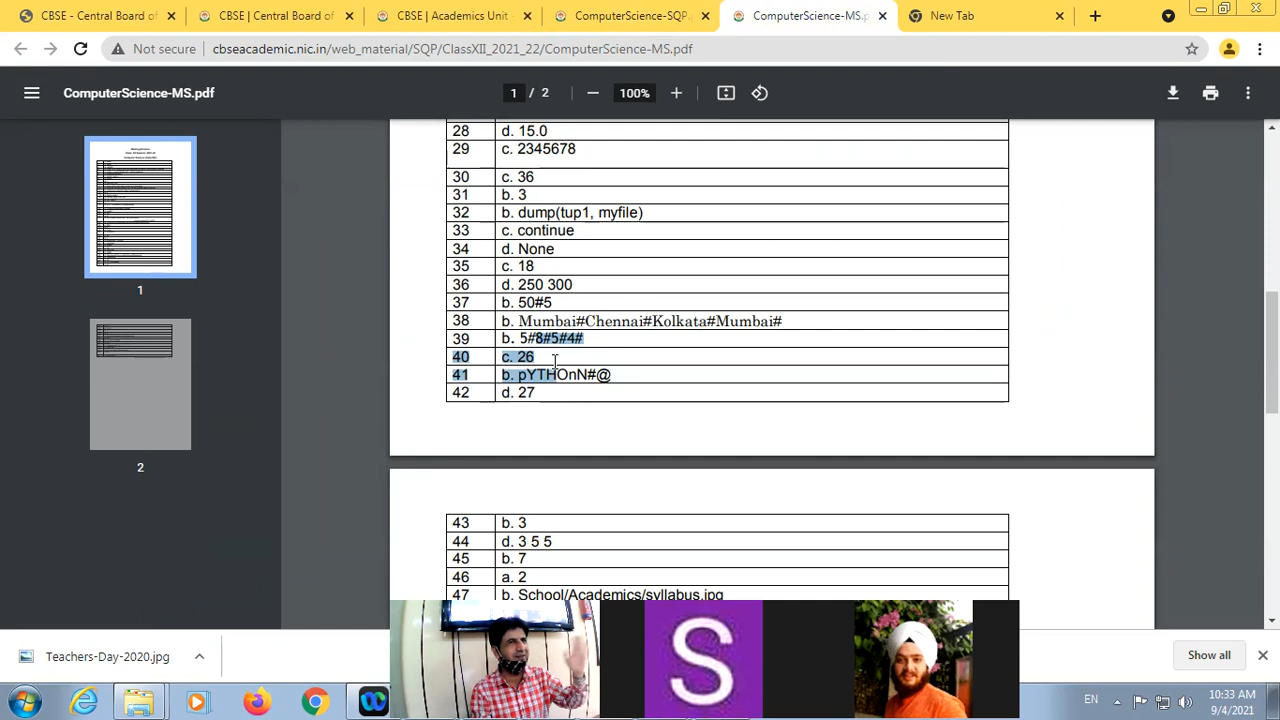 CBSE - Central Board of
CBSE | Central Board of
CBSE | Academics Unit -
ComputerScience-SQP.
ComputerScience-MS.p
New Tab
Not secure
cbseacademic.nic.in/web_material/SQP/ClassXII_2021_22/ComputerScience-MS.pdf
ComputerScience-MS.pdf
1 / 2
100%
28 d. 15.0
29 c. 2345678
30 c. 36
31 b. 3
32 b. dump(tup1, myfile)
33 c. continue
34 d. None
35 c. 18
36 d. 250 300
37 b. 50#5
38 b. Mumbai#Chennai#Kolkata#Mumbai#
39 b. 5#8#5#4#
40 c. 26
41 b. pYTHOnN#@
42 d. 27
43 b. 3
44 d. 3 5 5
45 b. 7
46 a. 2
47 b. School/Academics/syllabus.jpg
1
2
S
Teachers-Day-2020.jpg
Show all
EN
10:33 AM
9/4/2021